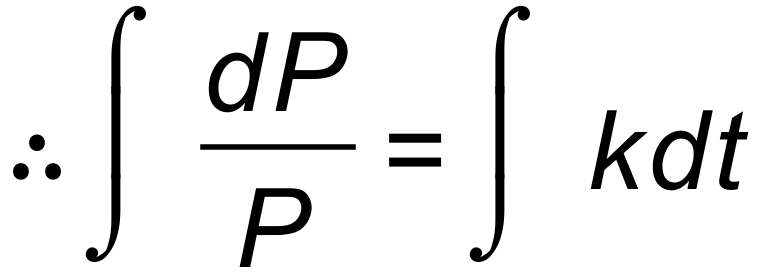 ∴ ∫ dP/P = ∫ kdt